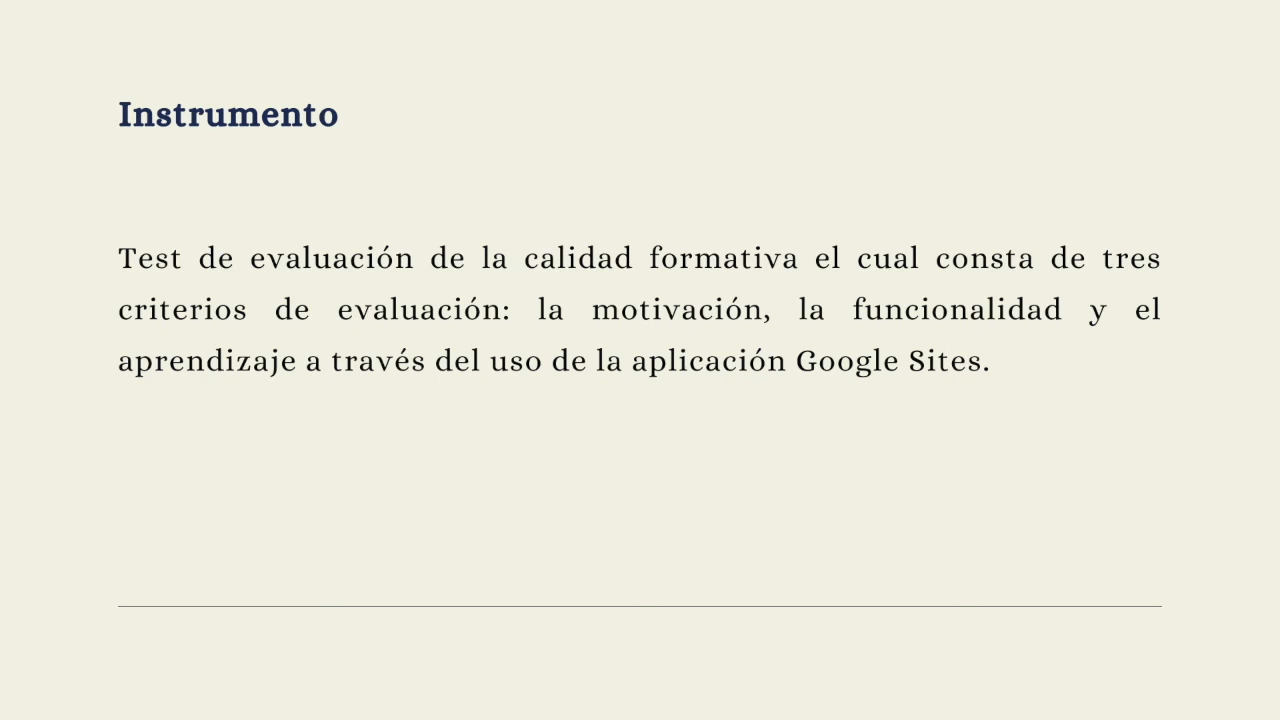 Instrumento
Test de evaluación de la calidad formativa el cual consta de tres
criterios de evaluación: la motivación, la funcionalidad y el
aprendizaje a través del uso de la aplicación Google Sites.